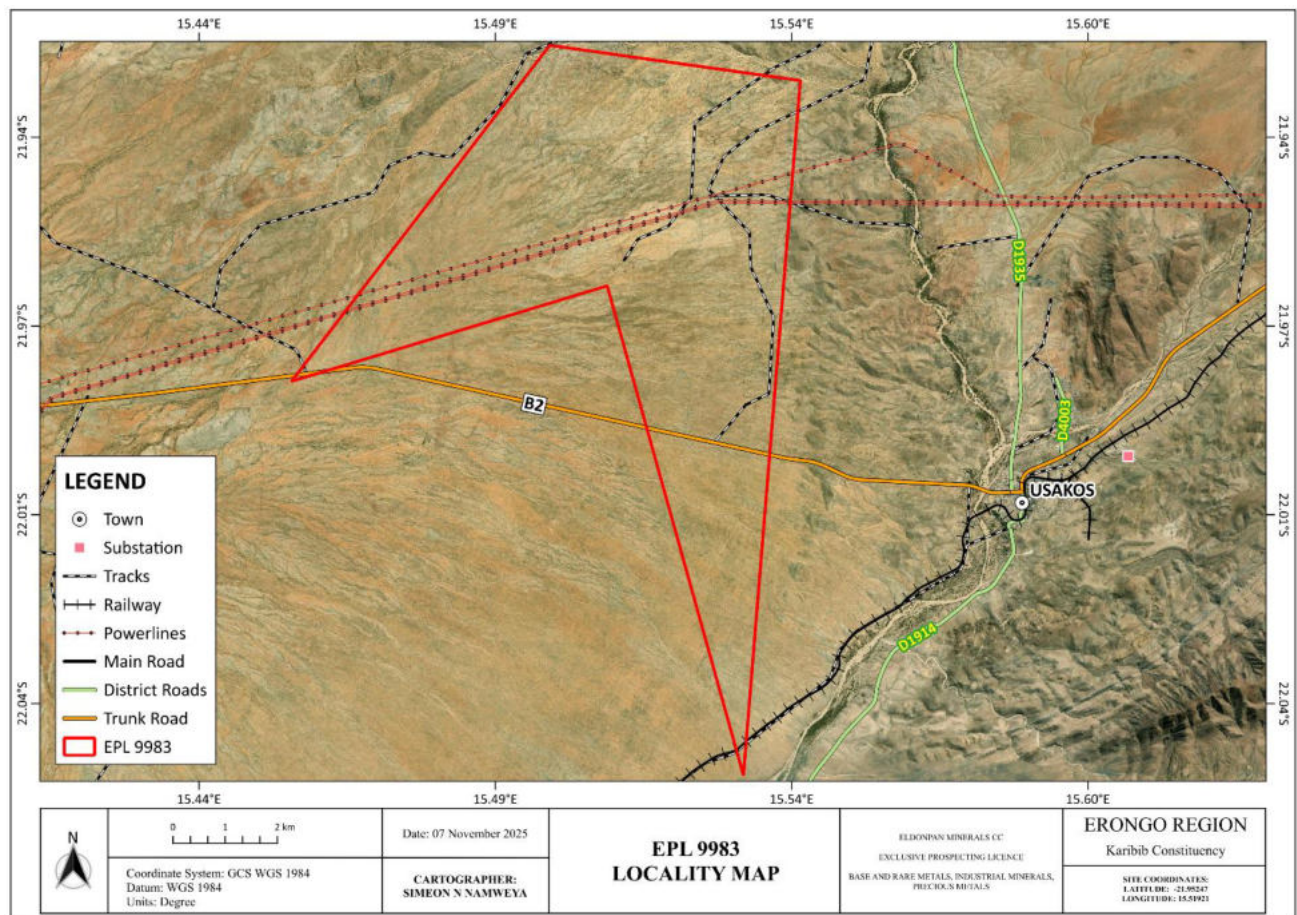 15.44°E 15.49°E 15.54°E 15.60°E
21.94°S 21.94°S
D1935
21.97°S 21.97°S
B2
D4003
USAKOS
22.01°S 22.01°S
D1914
22.04°S 22.04°S
LEGEND
Town
Substation
Tracks
Railway
Powerlines
Main Road
District Roads
Trunk Road
EPL 9983
15.44°E 15.49°E 15.54°E 15.60°E
N
0 1 2 km
Coordinate System: GCS WGS 1984
Datum: WGS 1984
Units: Degree
Date: 07 November 2025
CARTOGRAPHER:
SIMEON N NAMWEYA
EPL 9983
LOCALITY MAP
ELDONPAN MINERALS CC
EXCLUSIVE PROSPECTING LICENCE
BASE AND RARE METALS, INDUSTRIAL MINERALS,
PRECIOUS METALS
ERONGO REGION
Karibib Constituency
SITE COORDINATES:
LATITUDE: -21.95247
LONGITUDE: 15.51921